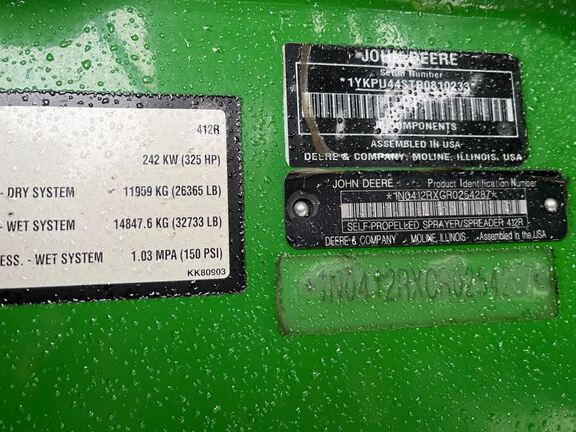 412R
242 KW (325 HP)
- DRY SYSTEM 11959 KG (26365 LB)
- WET SYSTEM 14847.6 KG (32733 LB)
ESS. - WET SYSTEM 1.03 MPA (150 PSI)
KK80903
JOHN DEERE
Serial Number
*1YKPU44STR0810233*
COMPONENTS
ASSEMBLED IN USA
DEERE & COMPANY, MOLINE, ILLINOIS, USA
JOHN DEERE Product Identification Number
*1N0412RXGR0254287*
SELF-PROPELLED SPRAYER/SPREADER 412R
DEERE & COMPANY MOLINE, ILLINOIS Assembled in the USA